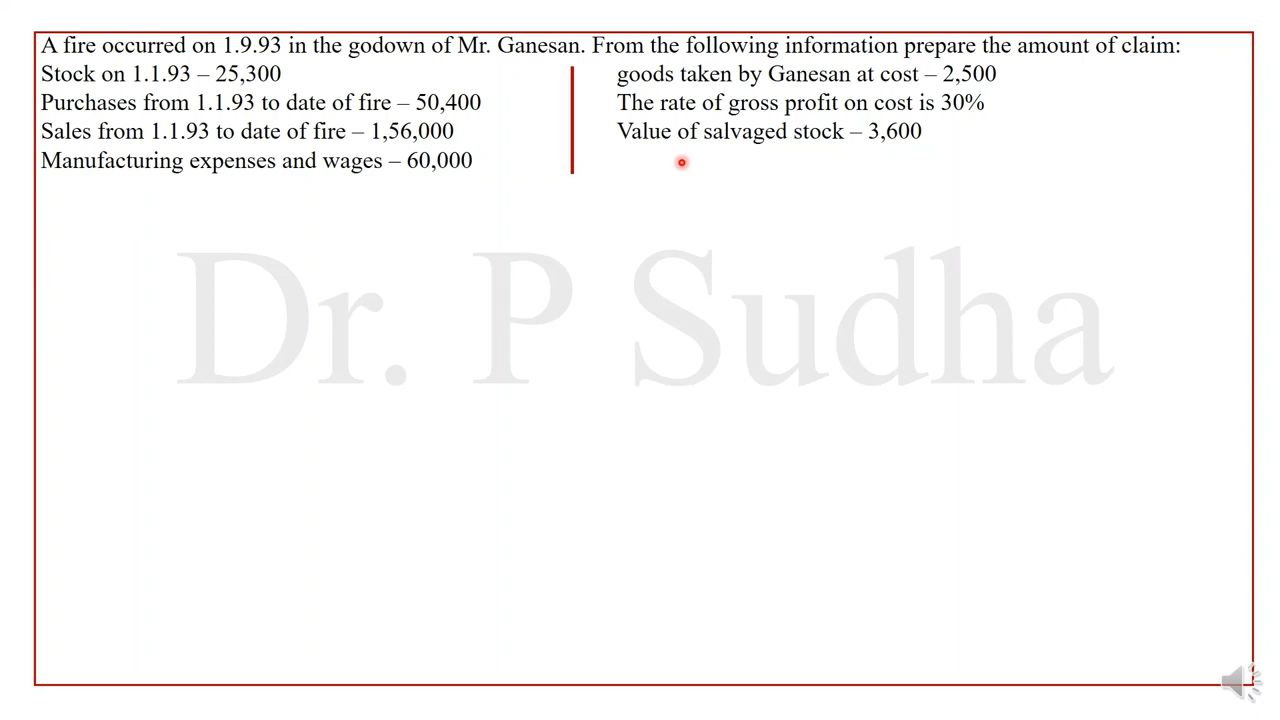 A fire occurred on 1.9.93 in the godown of Mr. Ganesan. From the following information prepare the amount of claim:
Stock on 1.1.93 – 25,300
Purchases from 1.1.93 to date of fire – 50,400
Sales from 1.1.93 to date of fire – 1,56,000
Manufacturing expenses and wages – 60,000
goods taken by Ganesan at cost – 2,500
The rate of gross profit on cost is 30%
Value of salvaged stock – 3,600
Dr. P Sudha